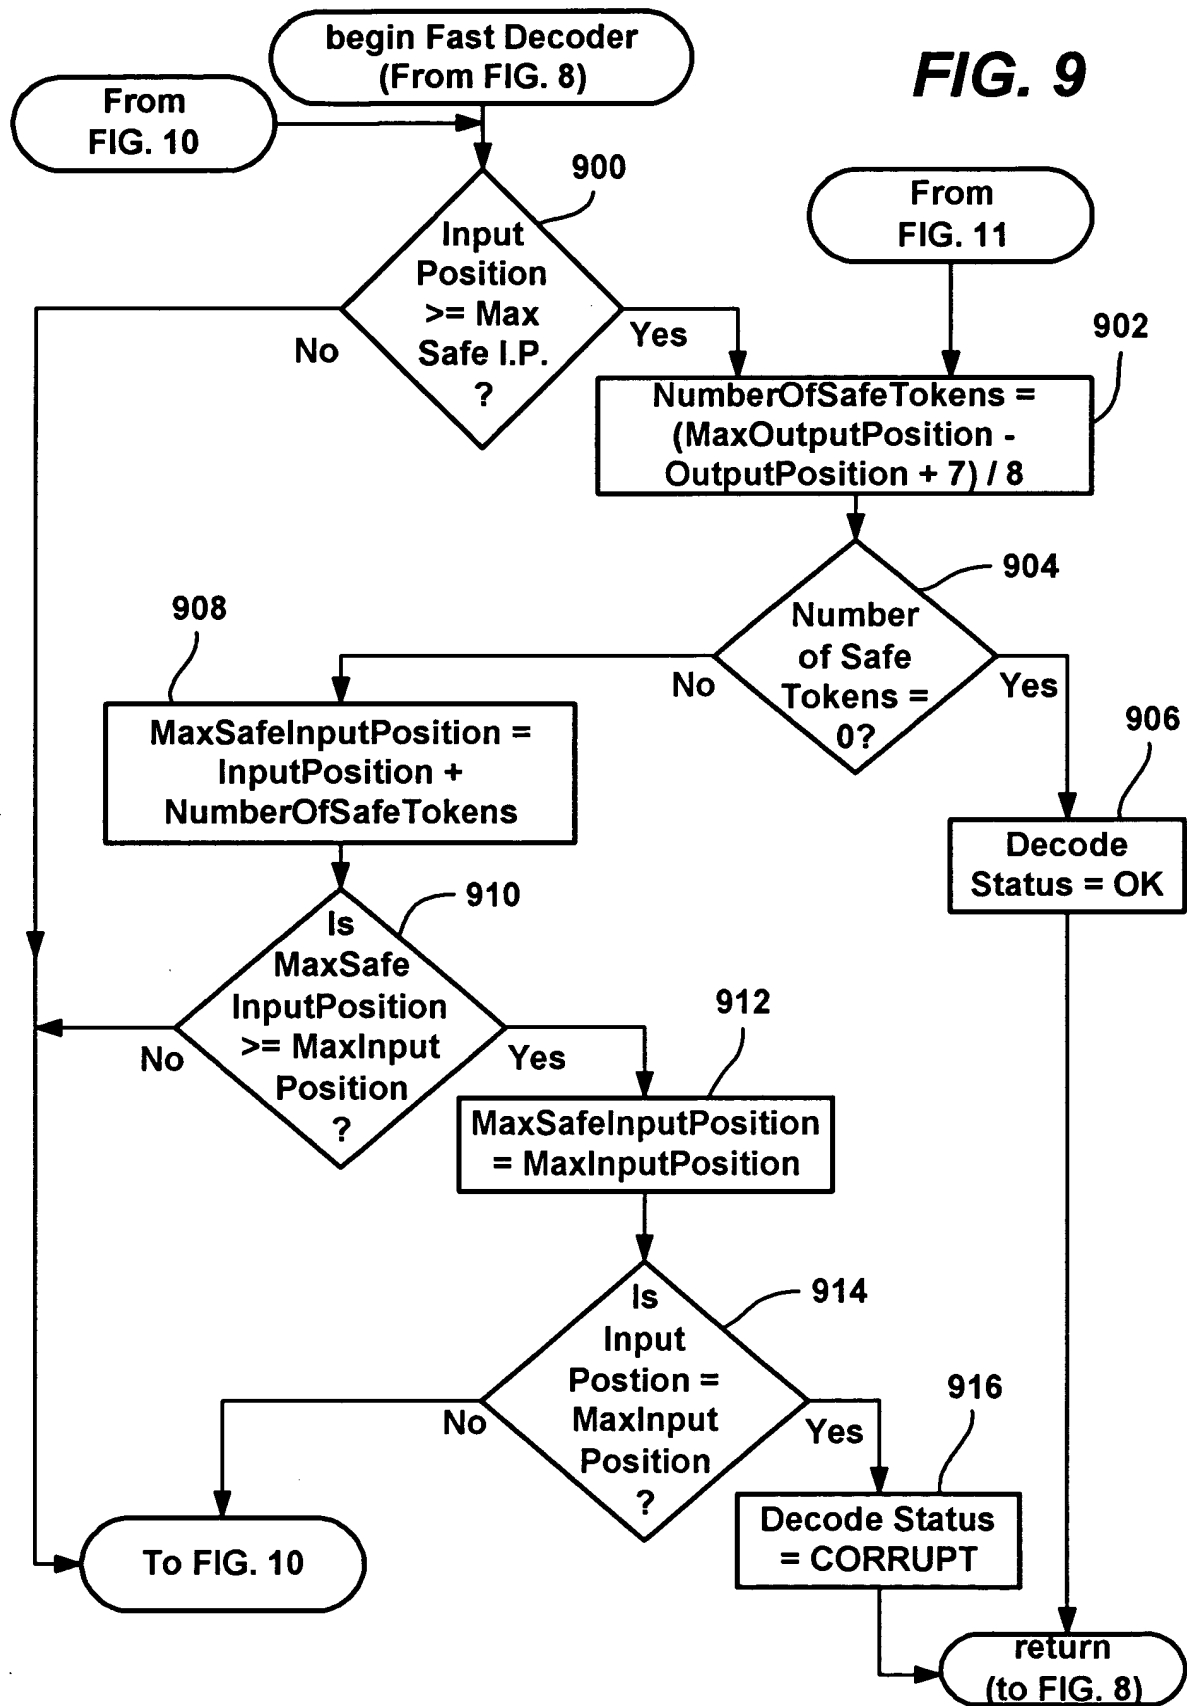 begin Fast Decoder
(From FIG. 8)
FIG. 9
From
FIG. 10
900
From
FIG. 11
Input
Position
>= Max
Safe I.P.
?
No
Yes
902
NumberOfSafeTokens =
(MaxOutputPosition -
OutputPosition + 7) / 8
904
Number
of Safe
Tokens =
0?
No
Yes
908
MaxSafeInputPosition =
InputPosition +
NumberOfSafeTokens
906
Decode
Status = OK
910
Is
MaxSafe
InputPosition
>= MaxInput
Position
?
No
Yes
912
MaxSafeInputPosition
= MaxInputPosition
914
Is
Input
Postion =
MaxInput
Position
?
No
Yes
916
Decode Status
= CORRUPT
To FIG. 10
return
(to FIG. 8)